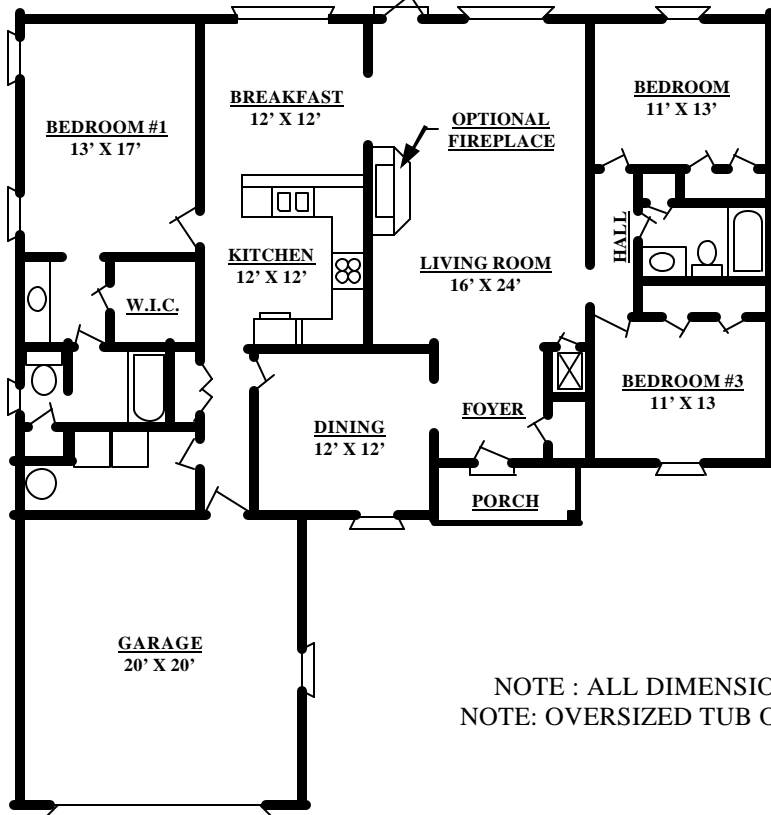 BEDROOM #1
13’ X 17’
BREAKFAST
12’ X 12’
OPTIONAL
FIREPLACE
BEDROOM
11’ X 13’
KITCHEN
12’ X 12’
LIVING ROOM
16’ X 24’
HALL
W.I.C.
BEDROOM #3
11’ X 13
FOYER
DINING
12’ X 12’
PORCH
GARAGE
20’ X 20’
NOTE : ALL DIMENSIO
NOTE: OVERSIZED TUB O